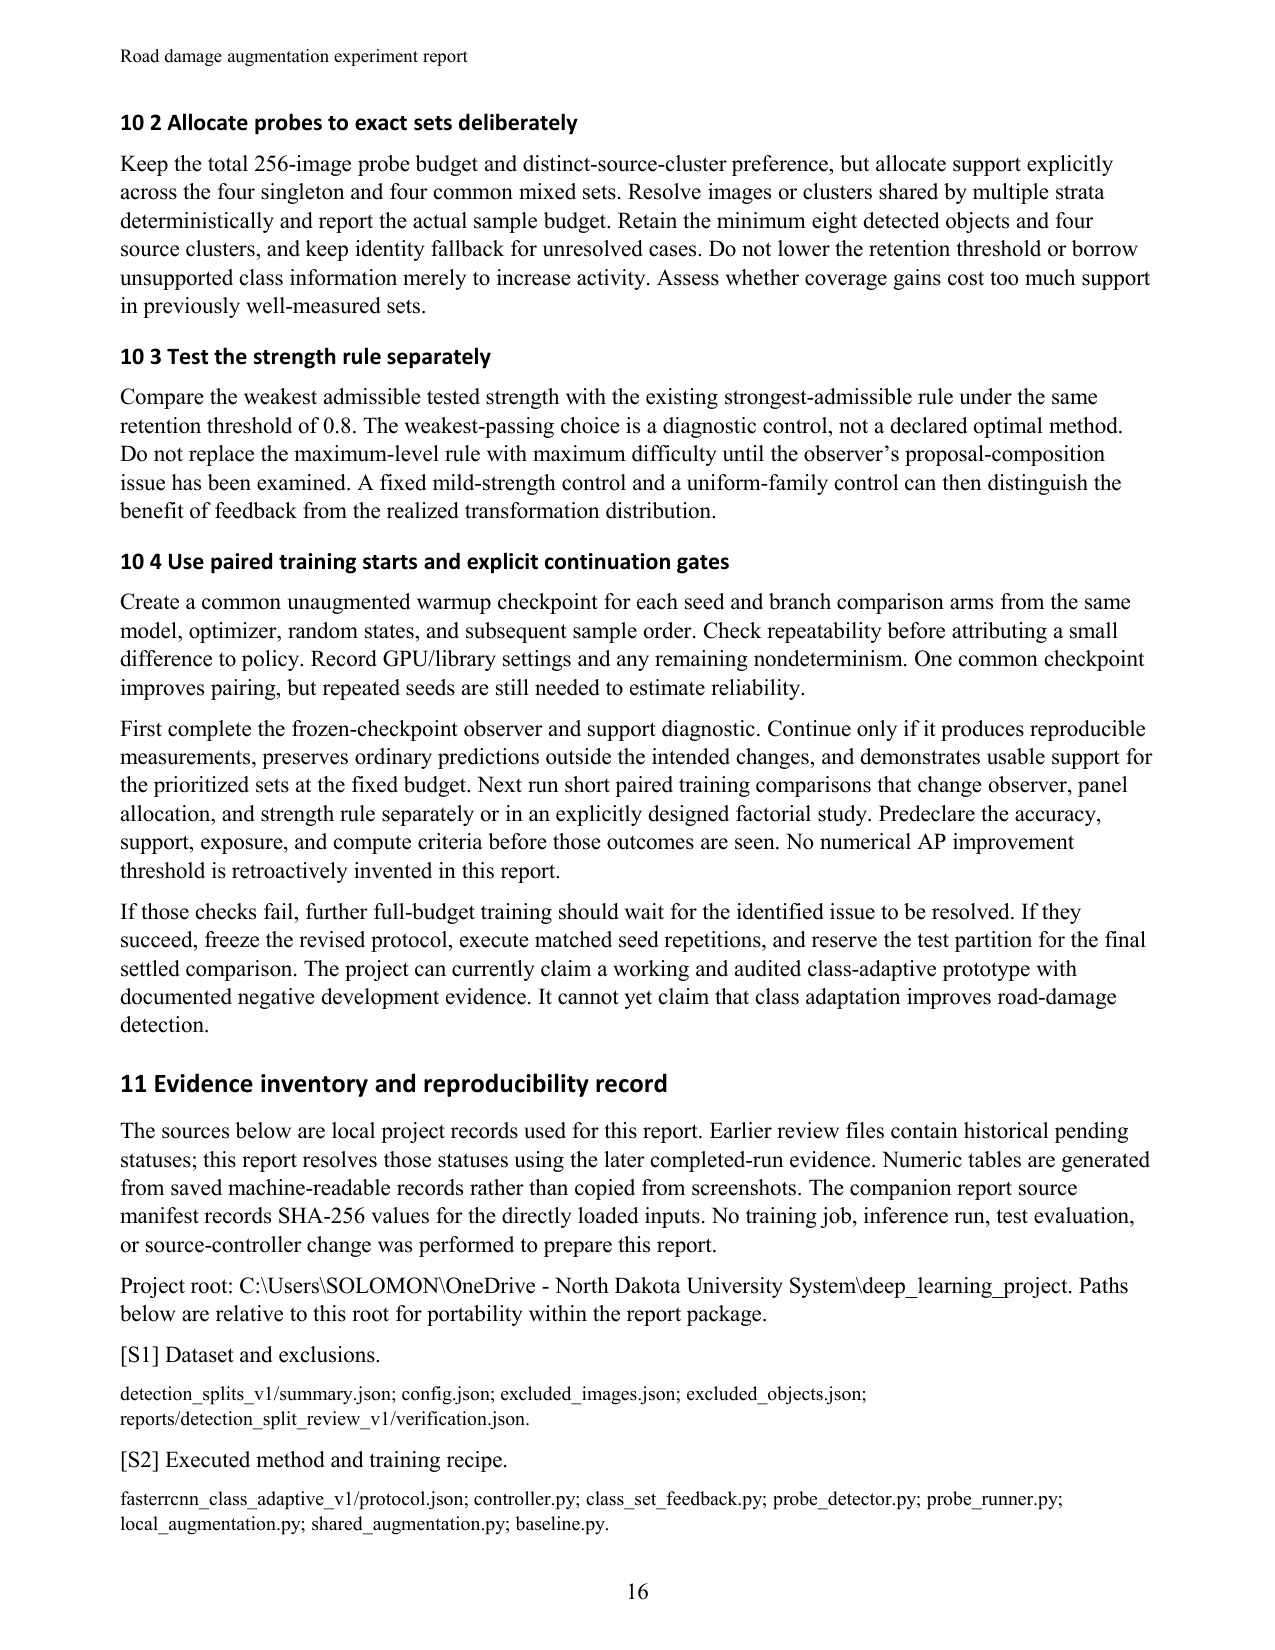 Road damage augmentation experiment report
10 2 Allocate probes to exact sets deliberately
Keep the total 256-image probe budget and distinct-source-cluster preference, but allocate support explicitly
across the four singleton and four common mixed sets. Resolve images or clusters shared by multiple strata
deterministically and report the actual sample budget. Retain the minimum eight detected objects and four
source clusters, and keep identity fallback for unresolved cases. Do not lower the retention threshold or borrow
unsupported class information merely to increase activity. Assess whether coverage gains cost too much support
in previously well-measured sets.
10 3 Test the strength rule separately
Compare the weakest admissible tested strength with the existing strongest-admissible rule under the same
retention threshold of 0.8. The weakest-passing choice is a diagnostic control, not a declared optimal method.
Do not replace the maximum-level rule with maximum difficulty until the observer’s proposal-composition
issue has been examined. A fixed mild-strength control and a uniform-family control can then distinguish the
benefit of feedback from the realized transformation distribution.
10 4 Use paired training starts and explicit continuation gates
Create a common unaugmented warmup checkpoint for each seed and branch comparison arms from the same
model, optimizer, random states, and subsequent sample order. Check repeatability before attributing a small
difference to policy. Record GPU/library settings and any remaining nondeterminism. One common checkpoint
improves pairing, but repeated seeds are still needed to estimate reliability.
First complete the frozen-checkpoint observer and support diagnostic. Continue only if it produces reproducible
measurements, preserves ordinary predictions outside the intended changes, and demonstrates usable support for
the prioritized sets at the fixed budget. Next run short paired training comparisons that change observer, panel
allocation, and strength rule separately or in an explicitly designed factorial study. Predeclare the accuracy,
support, exposure, and compute criteria before those outcomes are seen. No numerical AP improvement
threshold is retroactively invented in this report.
If those checks fail, further full-budget training should wait for the identified issue to be resolved. If they
succeed, freeze the revised protocol, execute matched seed repetitions, and reserve the test partition for the final
settled comparison. The project can currently claim a working and audited class-adaptive prototype with
documented negative development evidence. It cannot yet claim that class adaptation improves road-damage
detection.
11 Evidence inventory and reproducibility record
The sources below are local project records used for this report. Earlier review files contain historical pending
statuses; this report resolves those statuses using the later completed-run evidence. Numeric tables are generated
from saved machine-readable records rather than copied from screenshots. The companion report source
manifest records SHA-256 values for the directly loaded inputs. No training job, inference run, test evaluation,
or source-controller change was performed to prepare this report.
Project root: C:\Users\SOLOMON\OneDrive - North Dakota University System\deep_learning_project. Paths
below are relative to this root for portability within the report package.
[S1] Dataset and exclusions.
detection_splits_v1/summary.json; config.json; excluded_images.json; excluded_objects.json;
reports/detection_split_review_v1/verification.json.
[S2] Executed method and training recipe.
fasterrcnn_class_adaptive_v1/protocol.json; controller.py; class_set_feedback.py; probe_detector.py; probe_runner.py;
local_augmentation.py; shared_augmentation.py; baseline.py.
16